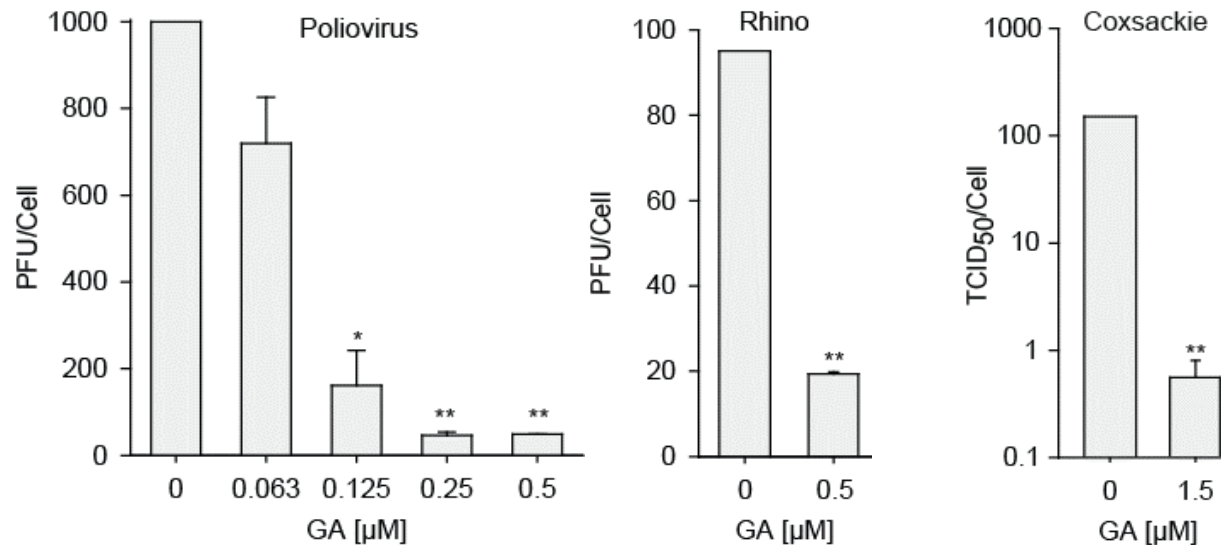 Poliovirus
PFU/Cell
1000
800
600
400
200
0
*
**
**
0 0.063 0.125 0.25 0.5
GA [µM]
Rhino
PFU/Cell
100
80
60
40
20
0
**
0 0.5
GA [µM]
Coxsackie
TCID50/Cell
1000
100
10
1
0.1
**
0 1.5
GA [µM]